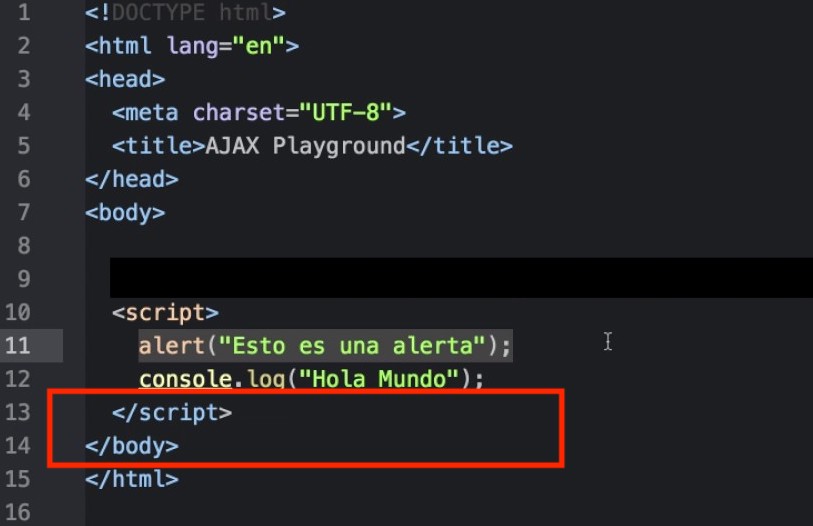 1 <!DOCTYPE html>
2 <html lang="en">
3 <head>
4 <meta charset="UTF-8">
5 <title>AJAX Playground</title>
6 </head>
7 <body>
8
9
10 <script>
11 alert("Esto es una alerta");
12 console.log("Hola Mundo");
13 </script>
14 </body>
15 </html>
16